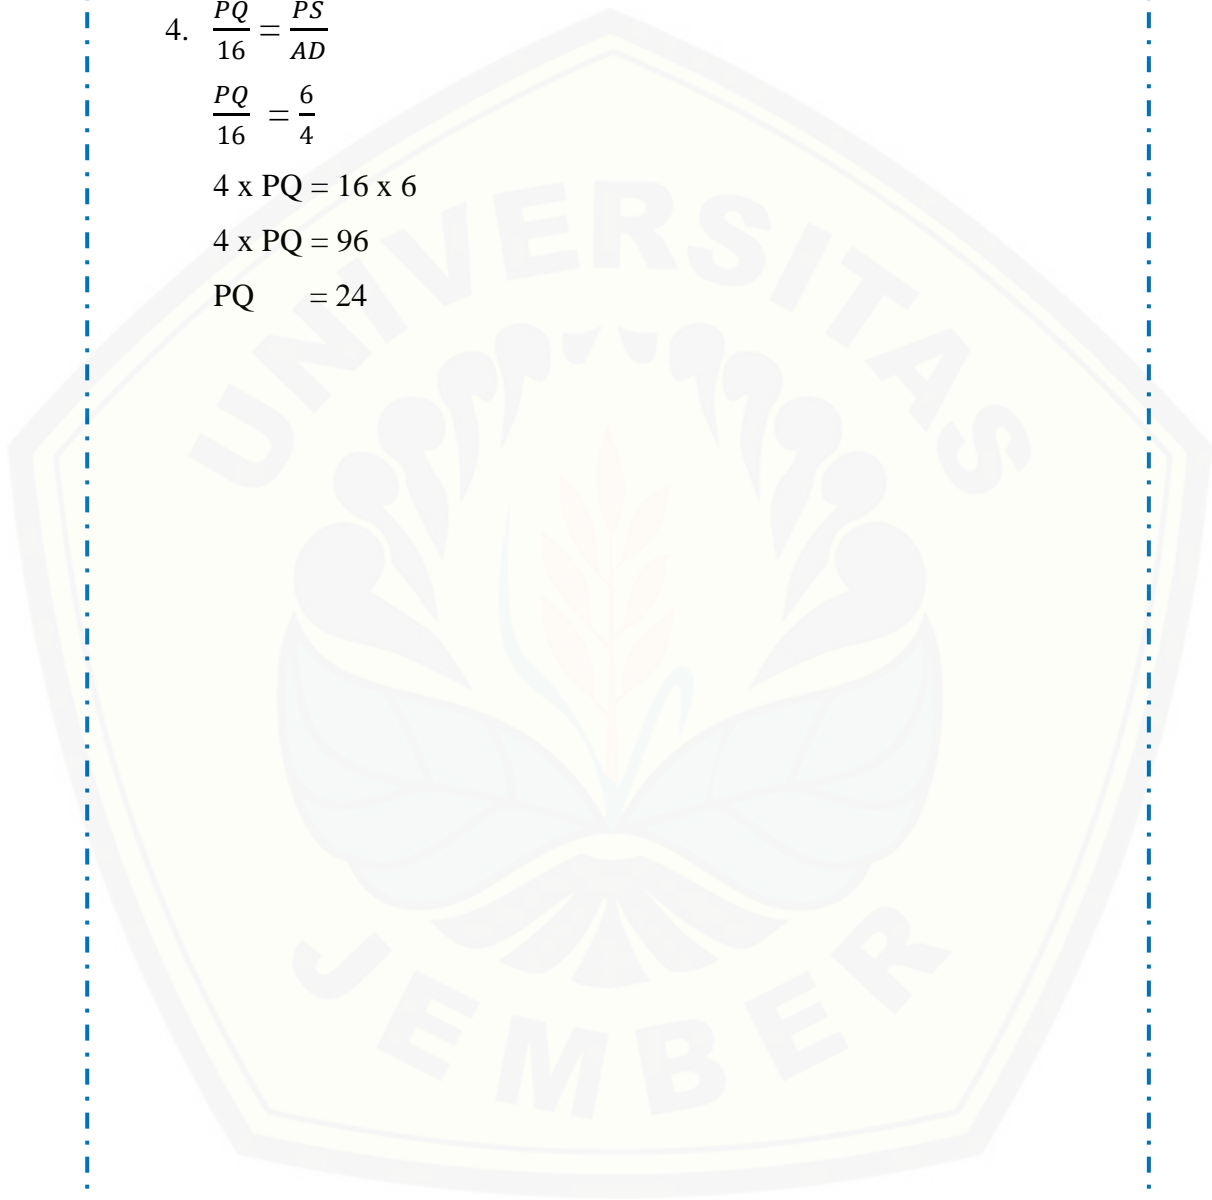 4. PQ/16 = PS/AD
PQ/16 = 6/4
4 x PQ = 16 x 6
4 x PQ = 96
PQ = 24
UNIVERSITAS
JEMBER